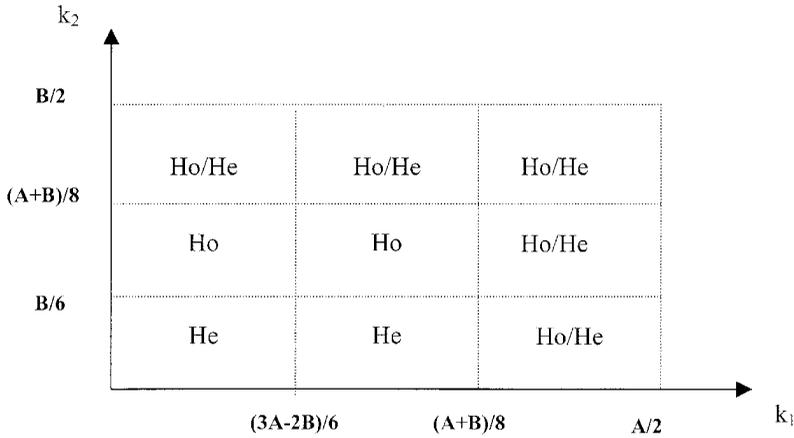 k₂
B/2
Ho/He Ho/He Ho/He
(A+B)/8
Ho Ho Ho/He
B/6
He He Ho/He
(3A-2B)/6 (A+B)/8 A/2
k₁